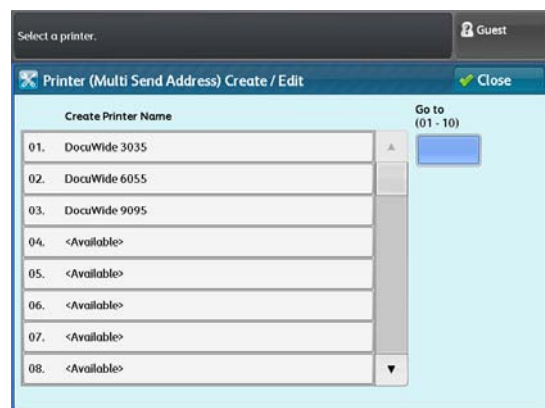 Select a printer.
Guest
Printer (Multi Send Address) Create / Edit
Close
Create Printer Name
Go to
(01 - 10)
01. DocuWide 3035
02. DocuWide 6055
03. DocuWide 9095
04. <Available>
05. <Available>
06. <Available>
07. <Available>
08. <Available>